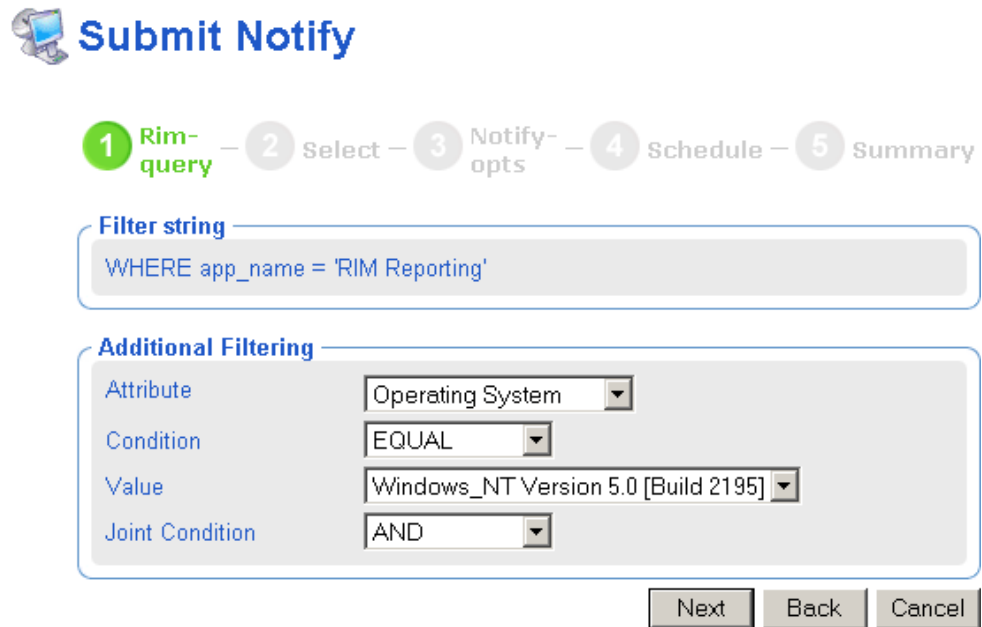 Submit Notify
1 Rim-query – 2 Select – 3 Notify-opts – 4 Schedule – 5 Summary
Filter string
WHERE app_name = 'RIM Reporting'
Additional Filtering
Attribute Operating System
Condition EQUAL
Value Windows_NT Version 5.0 [Build 2195]
Joint Condition AND
Next Back Cancel